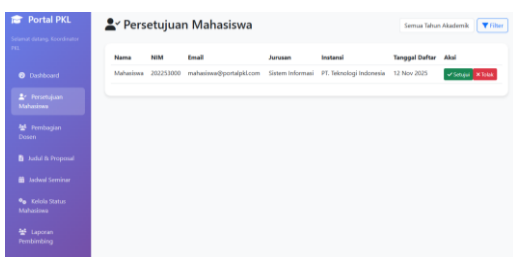 Portal PKL
Selamat datang, Koordinator
PKL
Dashboard
Persetujuan
Mahasiswa
Pembagian
Dosen
Judul & Proposal
Jadwal Seminar
Kelola Status
Mahasiswa
Laporan
Pembimbing
Persetujuan Mahasiswa
Semua Tahun Akademik Filter
Nama NIM Email Jurusan Instansi Tanggal Daftar Aksi
Mahasiswa 202253000 mahasiswa@portalpkl.com Sistem Informasi PT. Teknologi Indonesia 12 Nov 2025 Setujui Tolak